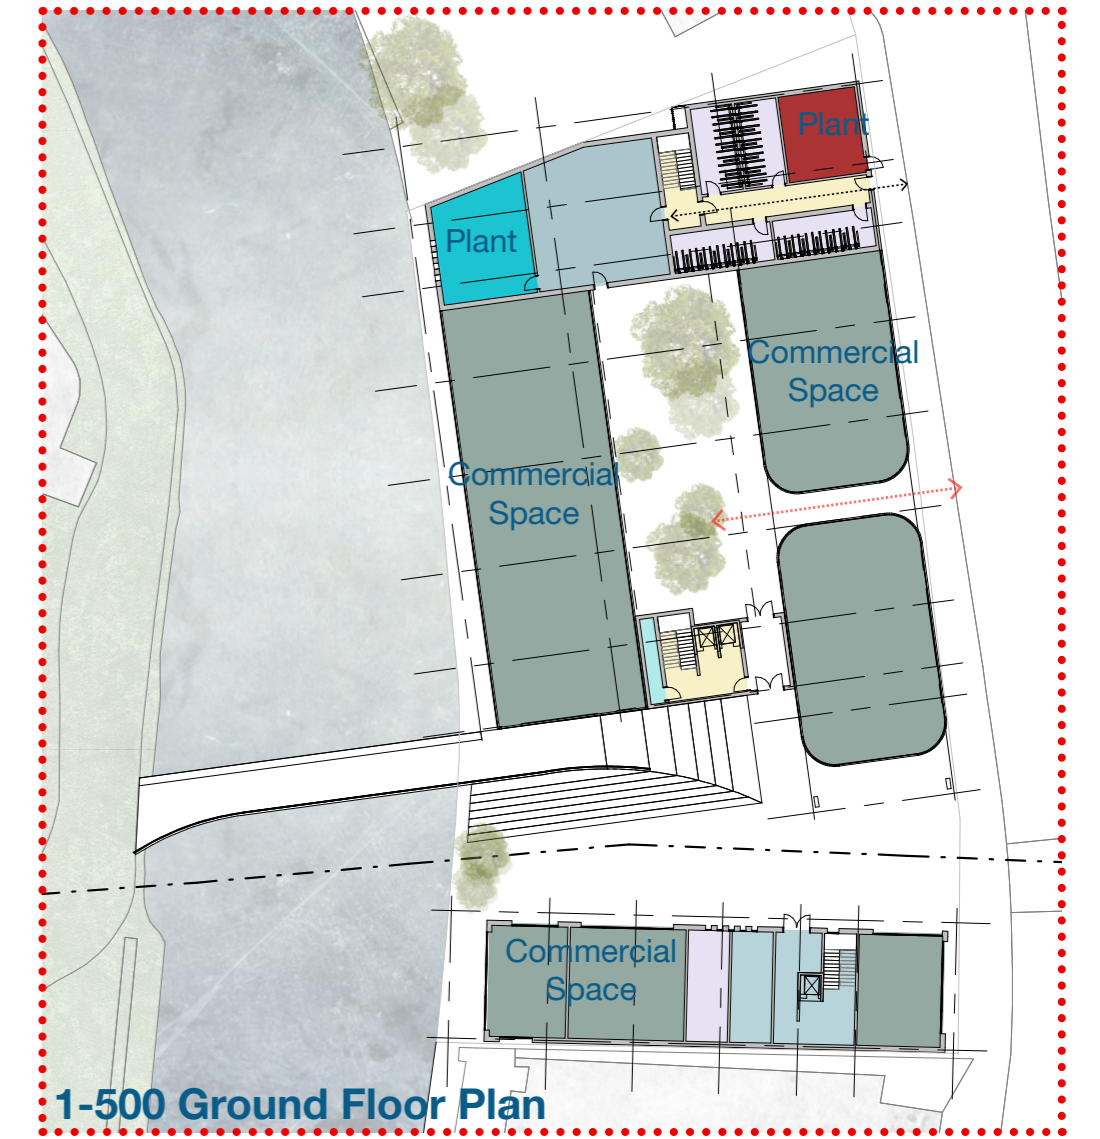 Plant
Plant
Commercial
Space
Commercial
Space
Commercial
Space
1-500 Ground Floor Plan